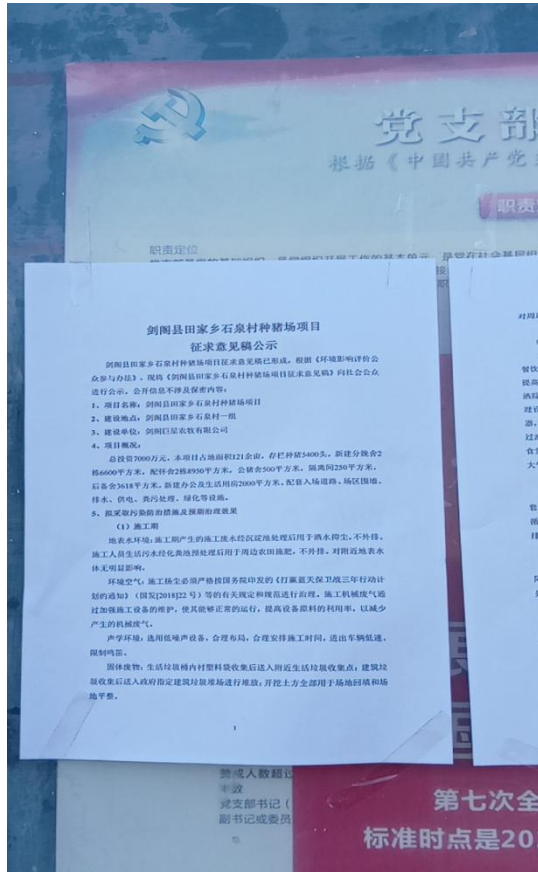 党支部
根据《中国共产党
职责
职责定位
剑阁县田家乡石泉村种猪场项目
征求意见稿公示
剑阁县田家乡石泉村种猪场项目征求意见稿已形成，根据《环境影响评价公
众参与办法》，现将《剑阁县田家乡石泉村种猪场项目征求意见稿》向社会公众
进行公示，公开信息不涉及保密内容：
1、项目名称：剑阁县田家乡石泉村种猪场项目
2、建设地点：剑阁县田家乡石泉村一组
3、建设单位：剑阁巨星农牧有限公司
4、项目概况：
总投资7000万元，本项目占地面积121余亩，存栏种猪5400头，新建分娩舍2
栋6600平方米，配怀舍2栋8950平方米，公猪舍500平方米，隔离间250平方米，
后备舍3618平方米，新建办公及生活用房2000平方米，配套入场道路、场区围墙、
排水、供电、粪污处理、绿化等设施。
5、拟采取污染防治措施及预期治理效果
（1）施工期
地表水环境：施工期产生的施工废水经沉淀池处理后用于洒水抑尘，不外排。
施工人员生活污水经化粪池预处理后用于周边农田施肥，不外排，对附近地表水
体无明显影响。
环境空气：施工扬尘必须严格按国务院印发的《打赢蓝天保卫战三年行动计
划的通知》（国发[2018]22号）等的有关规定和规范进行治理。施工机械废气通
过加强施工设备的维护，使其能够正常的运行，提高设备原料的利用率，以减少
产生的机械废气。
声学环境：选用低噪声设备，合理布局，合理安排施工时间，进出车辆低速、
限制鸣笛。
固体废物：生活垃圾桶内衬塑料袋收集后送入附近生活垃圾收集点；建筑垃
圾收集后送入政府指定建筑垃圾堆场进行堆放；开挖土方全部用于场地回填和场
地平整。
1
对周
餐饮
提高
器，
过
大气
赞成人数超过
党支部书记（
副书记或委员
第七次全
标准时点是20